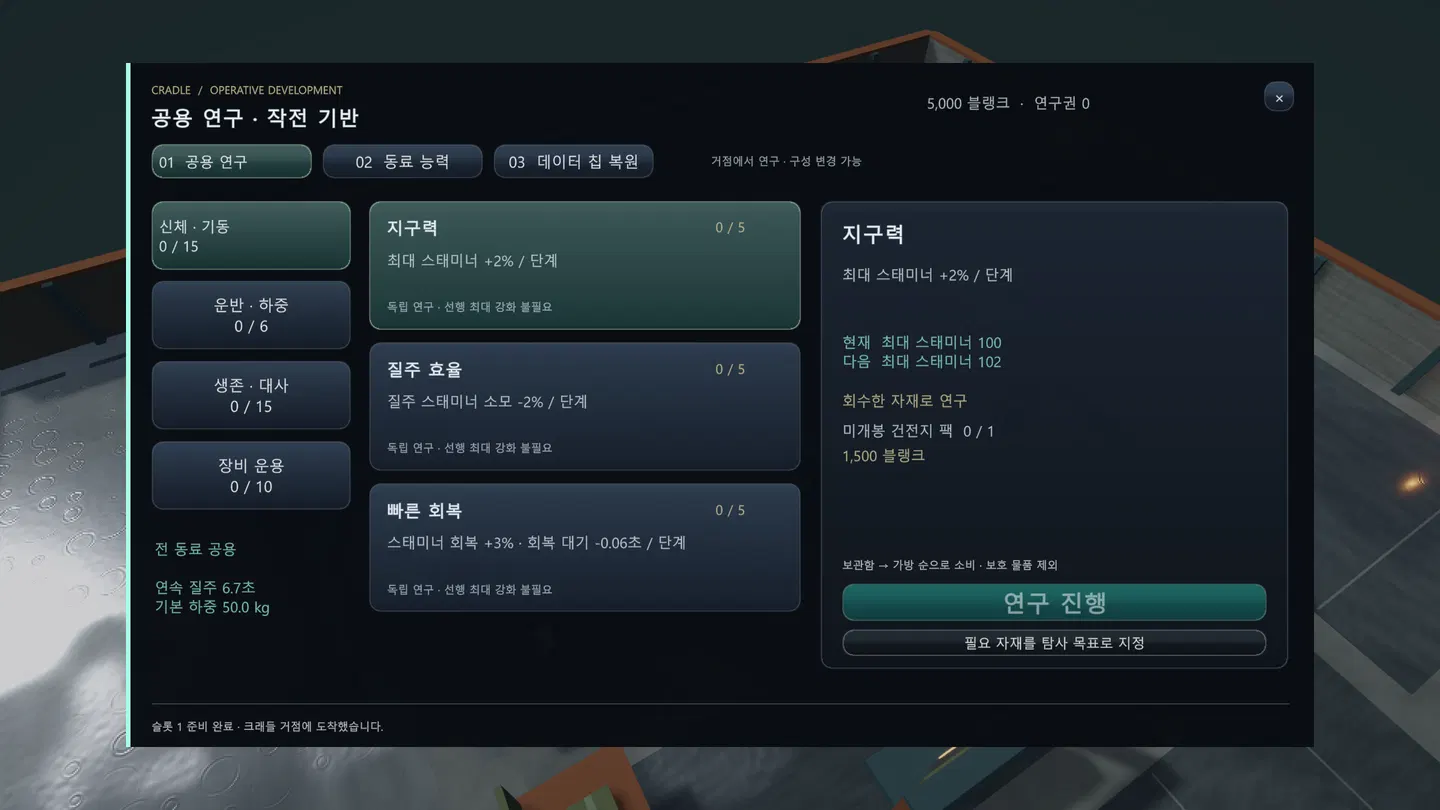 CRADLE / OPERATIVE DEVELOPMENT
공용 연구 · 작전 기반
5,000 블랭크 · 연구권 0
×
01 공용 연구
02 동료 능력
03 데이터 칩 복원
거점에서 연구 · 구성 변경 가능
신체 · 기동
0 / 15
운반 · 하중
0 / 6
생존 · 대사
0 / 15
장비 운용
0 / 10
전 동료 공용
연속 질주 6.7초
기본 하중 50.0 kg
지구력 0 / 5
최대 스태미너 +2% / 단계
독립 연구 · 선행 최대 강화 불필요
질주 효율 0 / 5
질주 스태미너 소모 -2% / 단계
독립 연구 · 선행 최대 강화 불필요
빠른 회복 0 / 5
스태미너 회복 +3% · 회복 대기 -0.06초 / 단계
독립 연구 · 선행 최대 강화 불필요
지구력
최대 스태미너 +2% / 단계
현재 최대 스태미너 100
다음 최대 스태미너 102
회수한 자재로 연구
미개봉 건전지 팩 0 / 1
1,500 블랭크
보관함 → 가방 순으로 소비 · 보호 물품 제외
연구 진행
필요 자재를 탐사 목표로 지정
슬롯 1 준비 완료 · 크래들 거점에 도착했습니다.